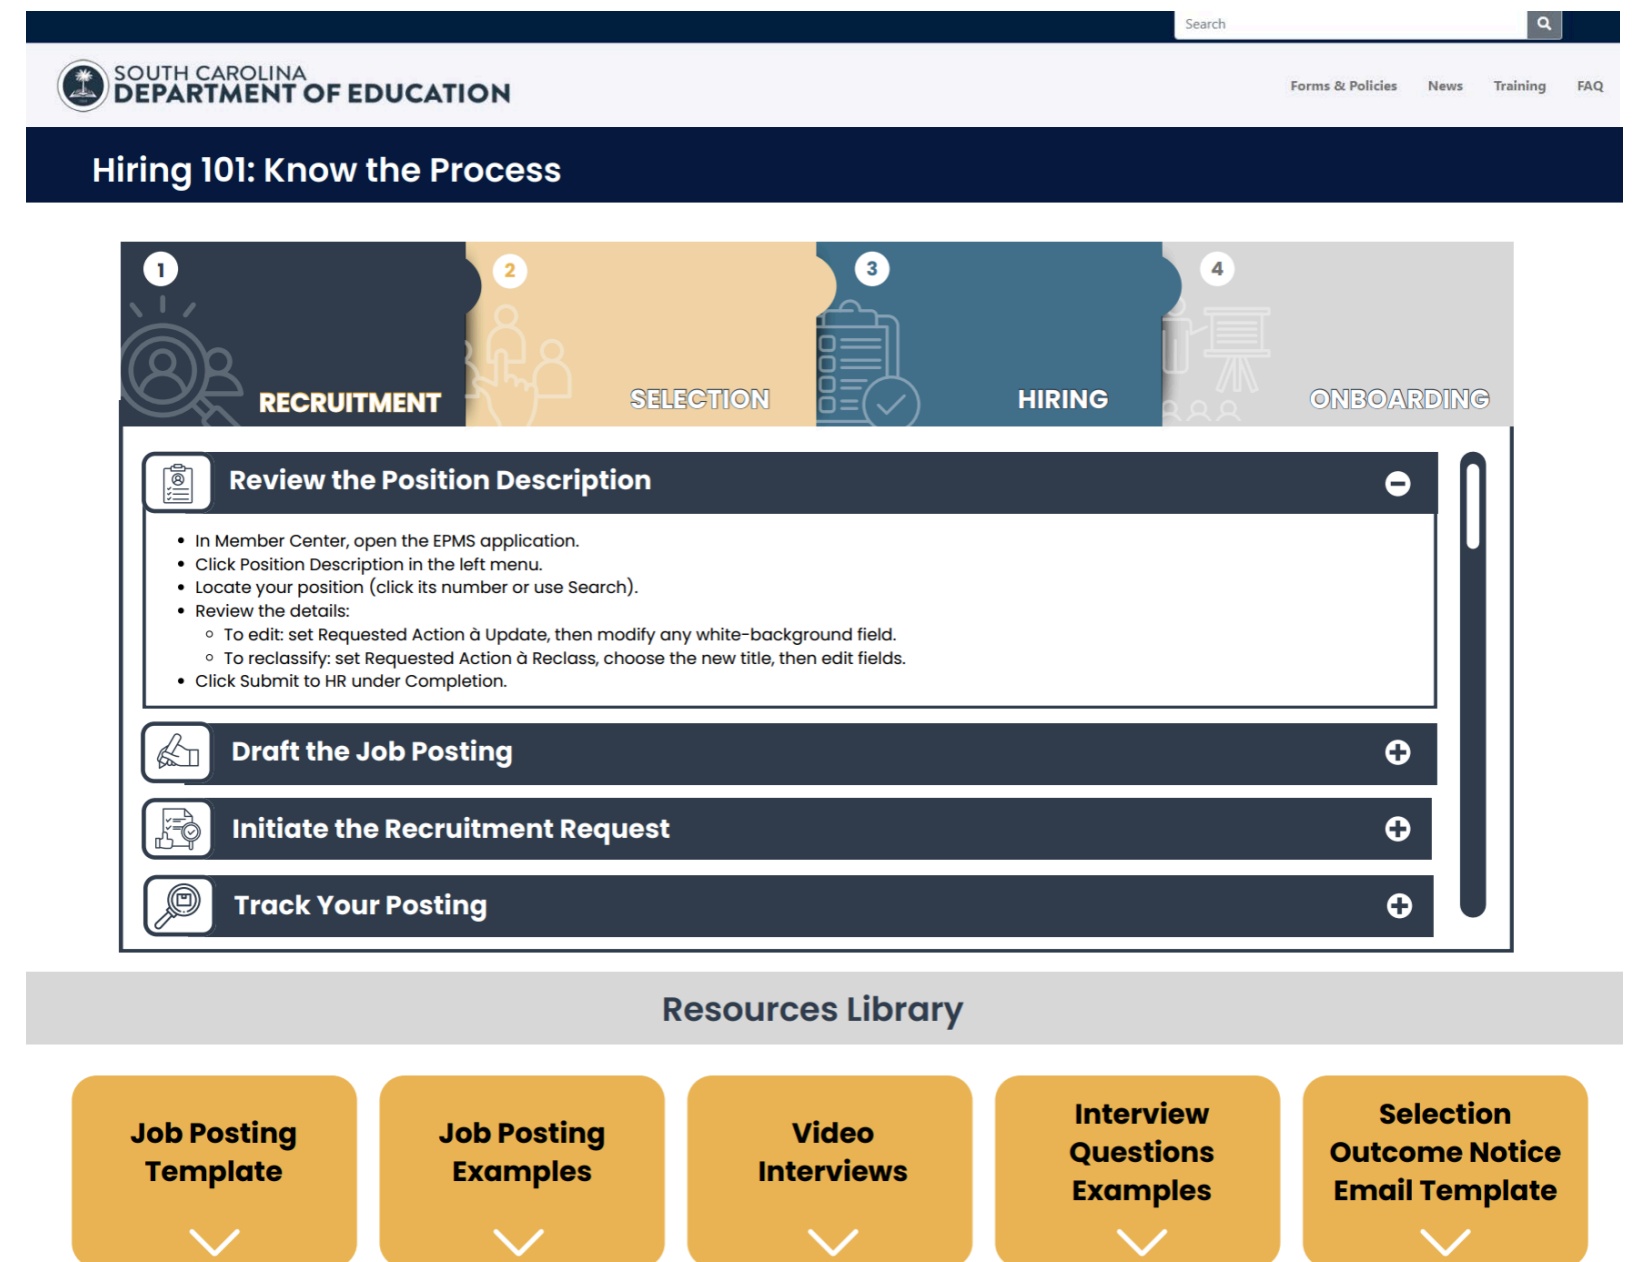 Search
SOUTH CAROLINA
DEPARTMENT OF EDUCATION
Forms & Policies News Training FAQ
Hiring 101: Know the Process
1
2
3
4
RECRUITMENT
SELECTION
HIRING
ONBOARDING
Review the Position Description
• In Member Center, open the EPMS application.
• Click Position Description in the left menu.
• Locate your position (click its number or use Search).
• Review the details:
○ To edit: set Requested Action à Update, then modify any white-background field.
○ To reclassify: set Requested Action à Reclass, choose the new title, then edit fields.
• Click Submit to HR under Completion.
Draft the Job Posting
Initiate the Recruitment Request
Track Your Posting
Resources Library
Job Posting
Template
Job Posting
Examples
Video
Interviews
Interview
Questions
Examples
Selection
Outcome Notice
Email Template